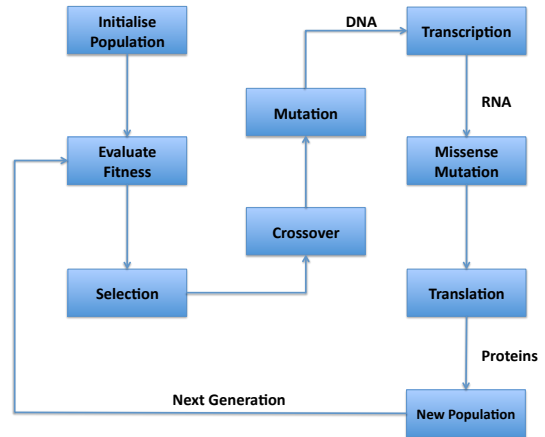 Initialise
Population
Evaluate
Fitness
Selection
Crossover
Mutation
DNA
Transcription
RNA
Missense
Mutation
Translation
Proteins
New Population
Next Generation